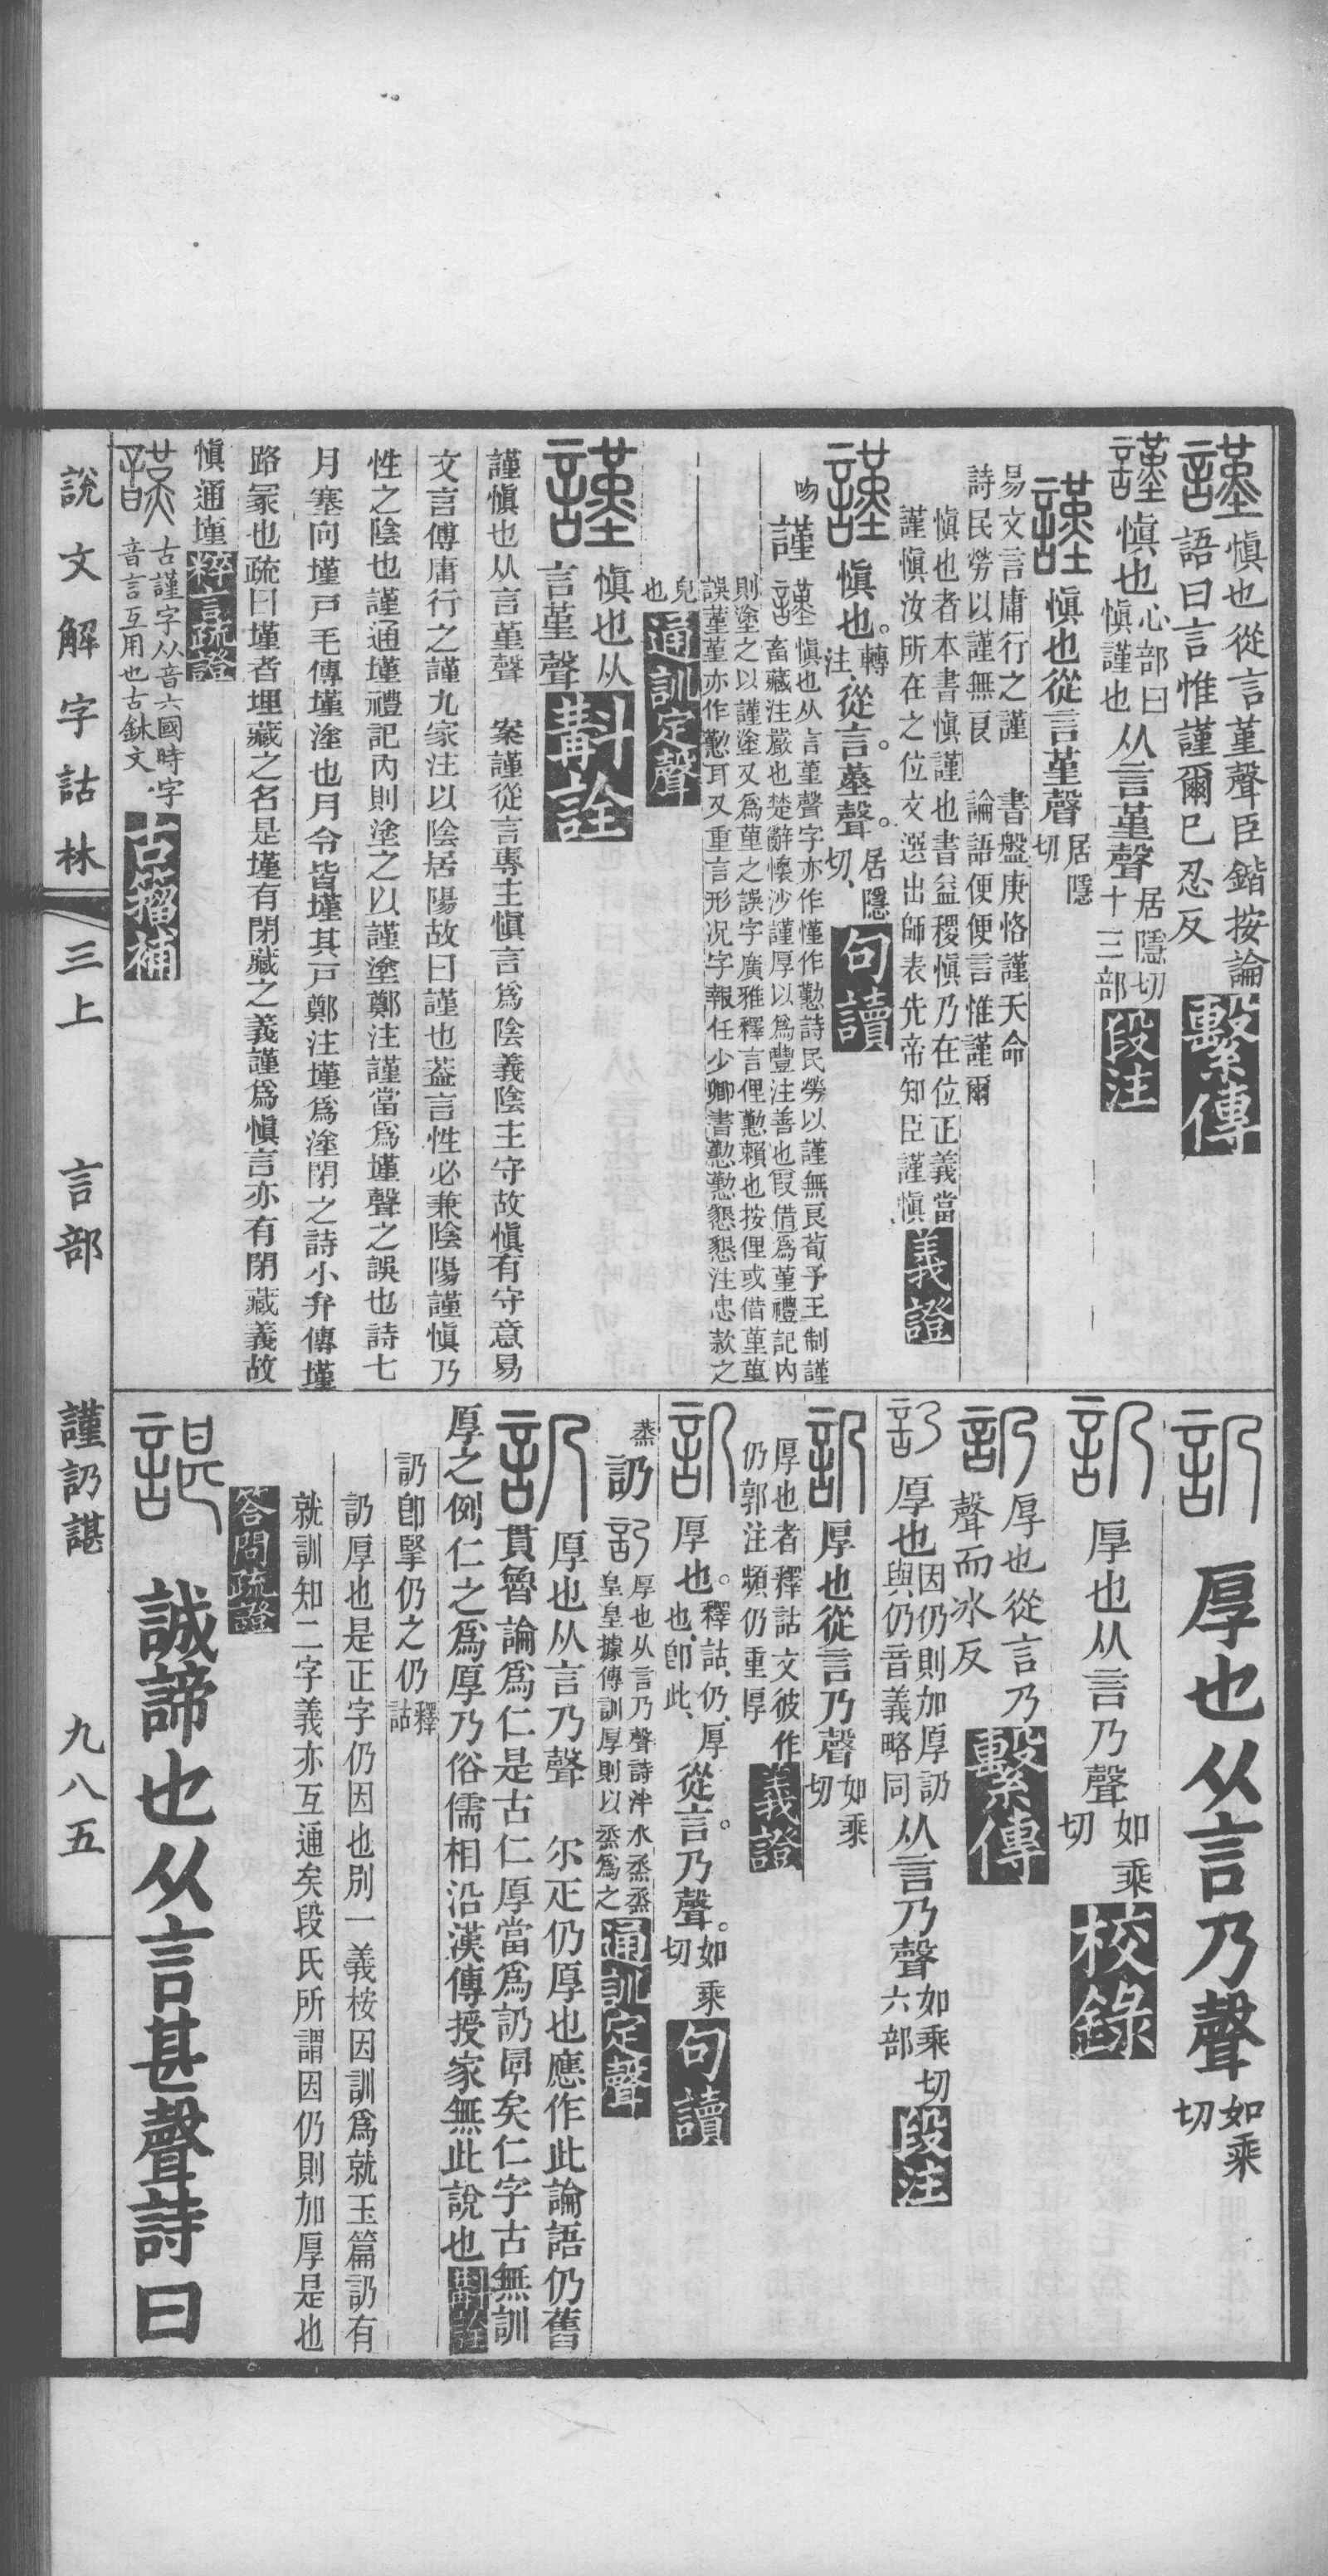 謹愼也從言堇聲臣鍇按論
語曰言惟謹爾已忍反繫傳
謹愼也心部曰
愼謹也从言堇聲居隱切
十三部段注
謹愼也從言堇聲居隱
切
易文言庸行之謹 書盤庚恪謹天命
詩民勞以謹無良 論語便便言惟謹爾
愼也者本書愼謹也書益稷愼乃在位正義當
謹愼汝所在之位文選出師表先帝知臣謹愼義證
謹愼也轉
注從言堇聲居隱
切句讀
吻謹謹愼也从言堇聲字亦作慬作懃詩民勞以謹無良荀子王制謹
畜藏注嚴也楚辭懷沙謹厚以爲豐注善也叚借爲堇禮記內
則塗之以謹塗又爲堇之誤字廣雅釋言俚懃賴也按俚或借堇堇
誤堇堇亦作懃耳又重言形況字報任少卿書懃懃懇懇注忠款之
皃
也通訓定聲
謹愼也从
言堇聲斠詮
謹愼也从言堇聲 案謹從言專主愼言爲陰義陰主守故愼有守意易
文言傳庸行之謹九家注以陰居陽故曰謹也葢言性必兼陰陽謹愼乃
性之陰也謹通墐禮記內則塗之以謹塗鄭注謹當爲墐聲之誤也詩七
月塞向墐戶毛傳墐塗也月令皆墐其戶鄭注墐爲塗閉之詩小弁傳墐
路冢也疏曰墐者埋藏之名是墐有閉藏之義謹爲愼言亦有閉藏義故
愼通墐粹言疏證
古謹字从音六國時字
音言互用也古鉥文古籀補
訒厚也从言乃聲如乘
切
訒厚也从言乃聲如乘
切校錄
厚也從言乃
聲而冰反繫傳
厚也因仍則加厚訒
與仍音義略同从言乃聲如乘切
六部段注
厚也從言乃聲如乘
切
厚也者釋詁文彼作
仍郭注頻仍重厚義證
厚也釋詁仍厚
也卽此從言乃聲如乘
切句讀
蒸訒厚也从言乃聲詩泮水烝烝
皇皇據傳訓厚則以烝爲之通訓定聲
厚也从言乃聲 尒疋仍厚也應作此論語仍舊
貫魯論爲仁是古仁厚當爲訒𠧟矣仁字古無訓
厚之例仁之爲厚乃俗儒相沿漢傳授家無此說也斠詮
訒卽掔仍之仍釋
詁
訒厚也是正字仍因也別一義桉因訓爲就玉篇訒有
就訓知二字義亦互通矣段氏所謂因仍則加厚是也
答問疏證
諶誠諦也从言甚聲詩曰
說文解字詁林 三上 言部 謹訒諶 九八五